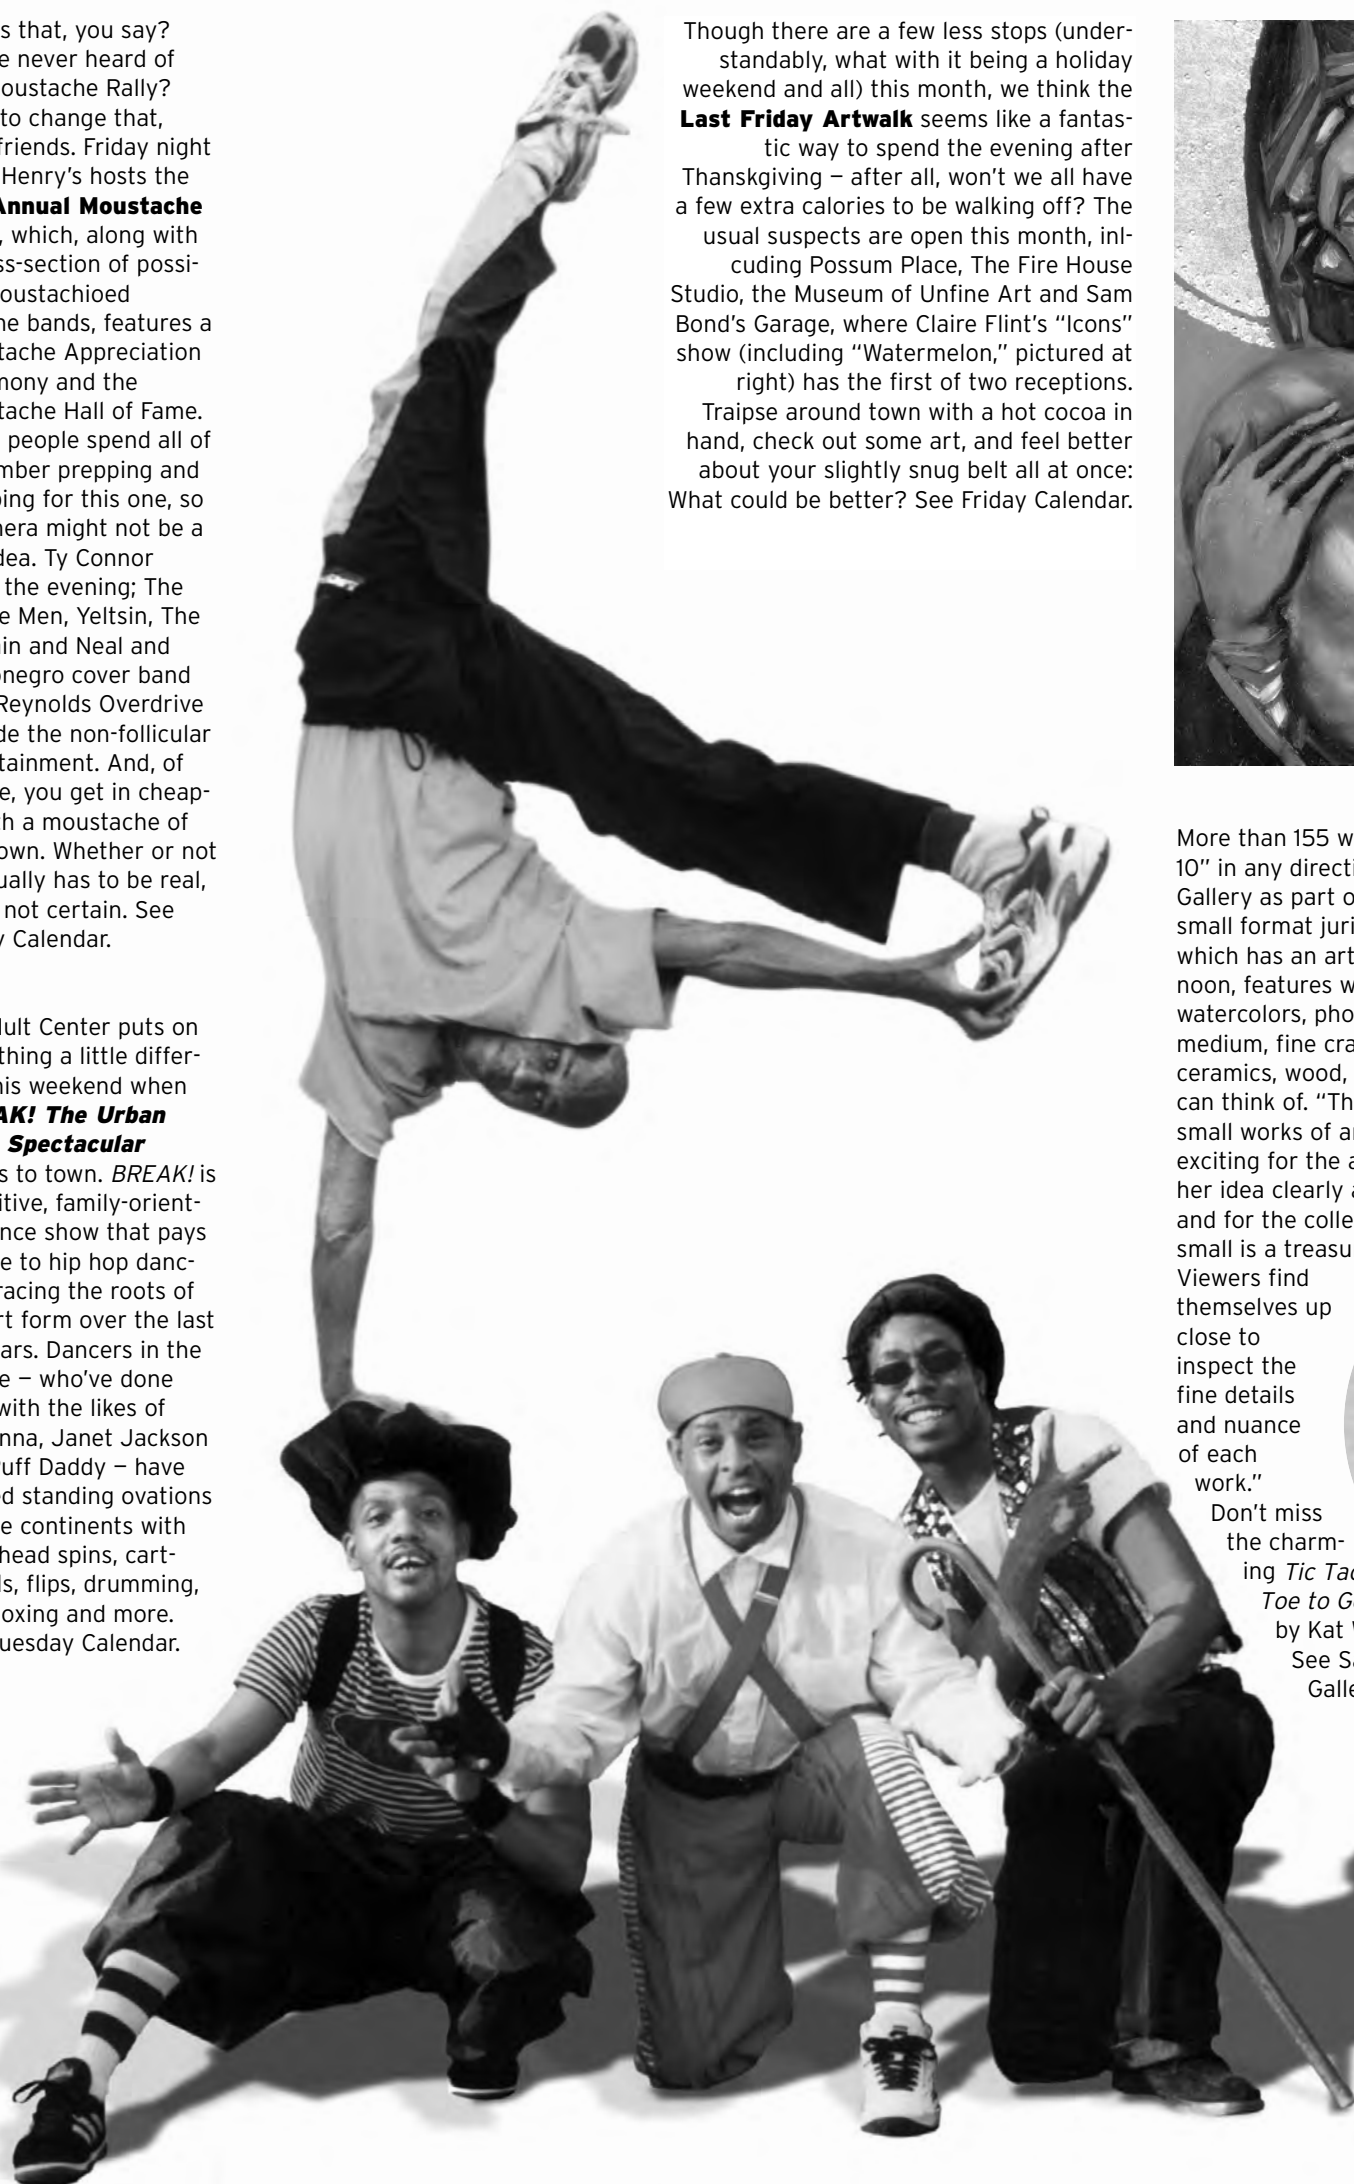 s that, you say?
e never heard of
oustache Rally?
to change that,
friends. Friday night
Henry's hosts the
Annual Moustache
, which, along with
ss-section of possi-
oustachioed
ne bands, features a
tache Appreciation
mony and the
tache Hall of Fame.
people spend all of
mber prepping and
ping for this one, so
nera might not be a
dea. Ty Connor
the evening; The
e Men, Yeltsin, The
ain and Neal and
onegro cover band
Reynolds Overdrive
de the non-follicular
tainment. And, of
e, you get in cheap-
th a moustache of
own. Whether or not
ually has to be real,
not certain. See
y Calendar.

ult Center puts on
thing a little differ-
his weekend when
AK! The Urban
Spectacular
s to town. BREAK! is
itive, family-orient-
nce show that pays
e to hip hop danc-
racing the roots of
rt form over the last
ars. Dancers in the
e – who've done
with the likes of
nna, Janet Jackson
uff Daddy – have
d standing ovations
e continents with
head spins, cart-
ls, flips, drumming,
oxing and more.
uesday Calendar.

Though there are a few less stops (under-
standably, what with it being a holiday
weekend and all) this month, we think the
Last Friday Artwalk seems like a fantas-
tic way to spend the evening after
Thanskgiving – after all, won't we all have
a few extra calories to be walking off? The
usual suspects are open this month, inl-
cuding Possum Place, The Fire House
Studio, the Museum of Unfine Art and Sam
Bond's Garage, where Claire Flint's "Icons"
show (including "Watermelon," pictured at
right) has the first of two receptions.
Traipse around town with a hot cocoa in
hand, check out some art, and feel better
about your slightly snug belt all at once:
What could be better? See Friday Calendar.

More than 155 w
10" in any directi
Gallery as part o
small format juri
which has an art
noon, features w
watercolors, pho
medium, fine cra
ceramics, wood,
can think of. "Th
small works of ar
exciting for the a
her idea clearly a
and for the colle
small is a treasu
Viewers find
themselves up
close to
inspect the
fine details
and nuance
of each
work."
Don't miss
the charm-
ing Tic Tac
Toe to G
by Kat
See Sa
Galle